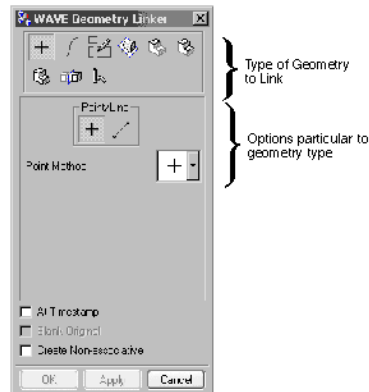 WAVE Geometry Linker
Type of Geometry
to Link
Point/Line
Options particular to
geometry type
Point Method
At Timestamp
Blank Original
Create Non-associative
OK
Apply
Cancel